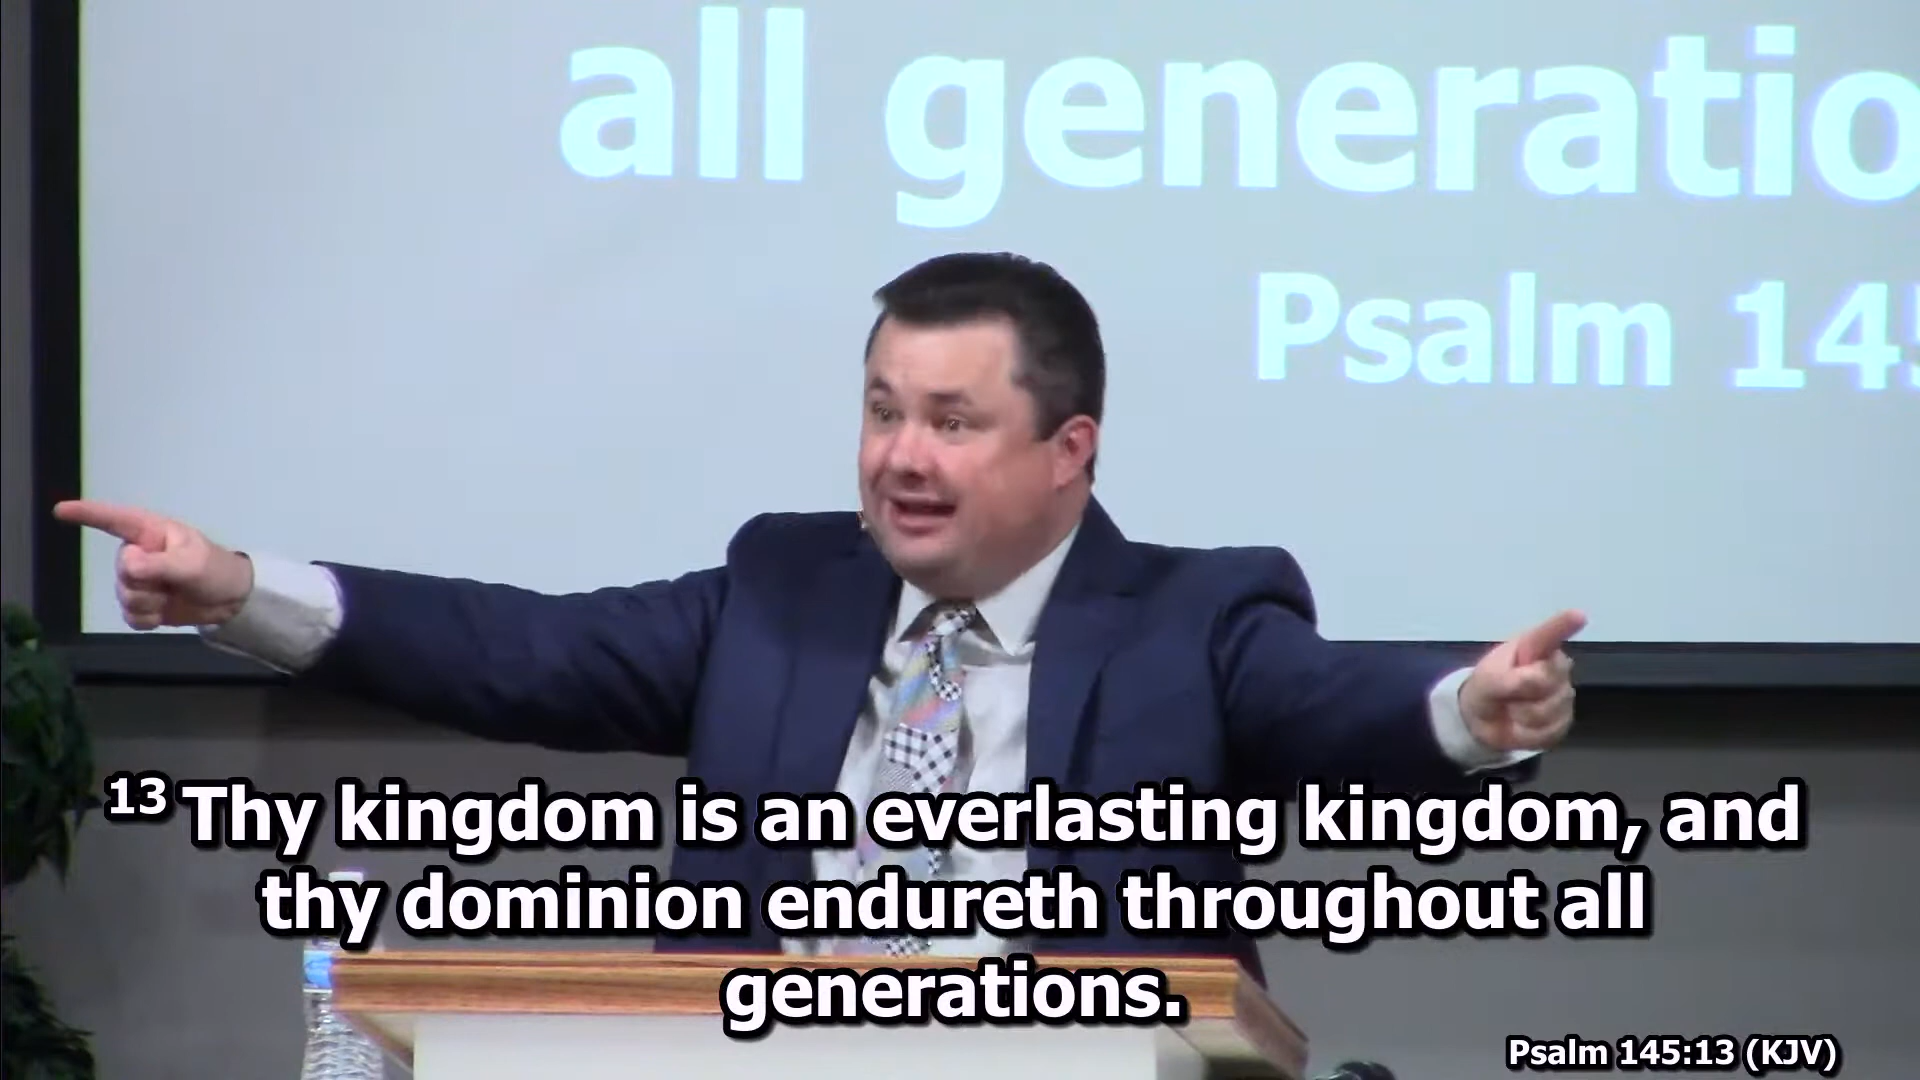 all generatio
Psalm 145
13 Thy kingdom is an everlasting kingdom, and
thy dominion endureth throughout all
generations.
Psalm 145:13 (KJV)